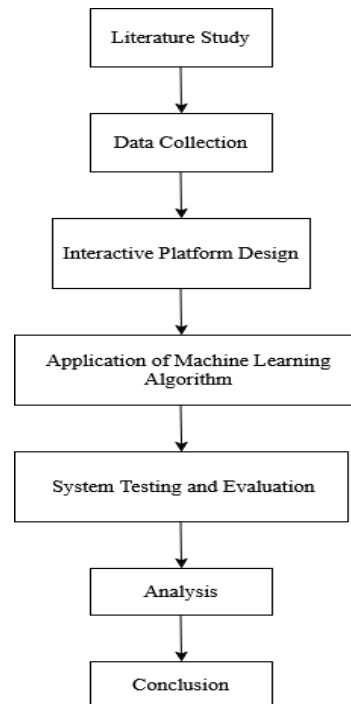 Literature Study
Data Collection
Interactive Platform Design
Application of Machine Learning
Algorithm
System Testing and Evaluation
Analysis
Conclusion